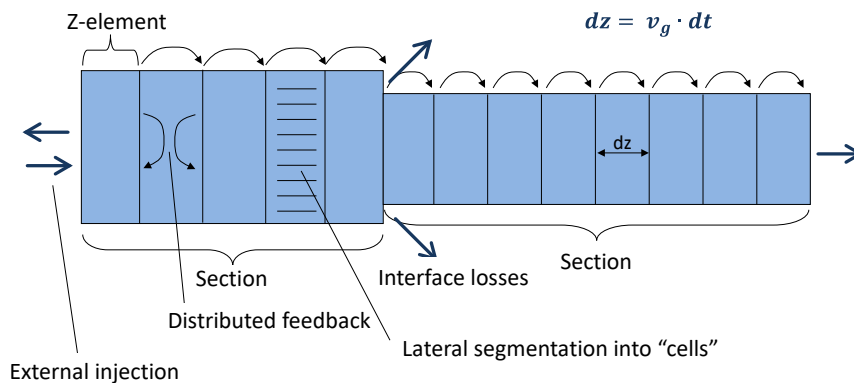 Z-element
dz = v_g · dt
dz
Section
Interface losses
Section
Distributed feedback
Lateral segmentation into “cells”
External injection